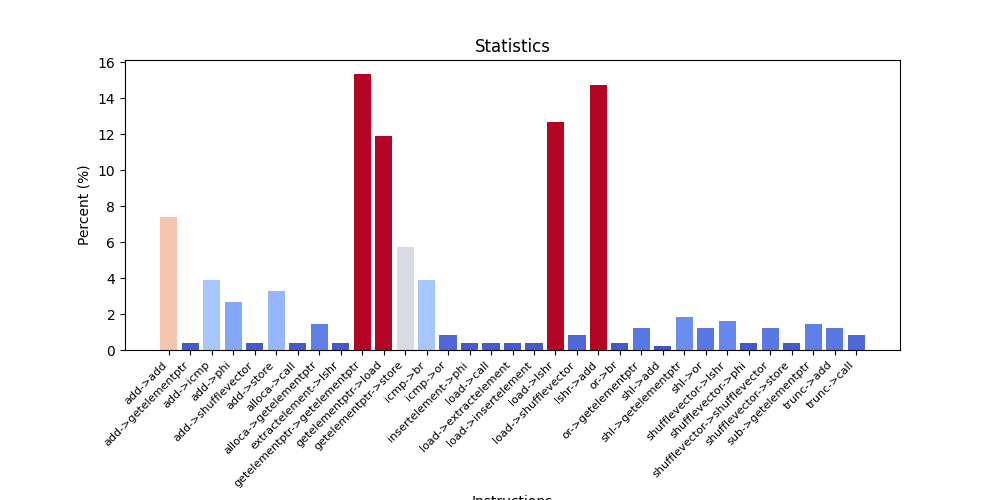 Statistics
Percent (%)
16
14
12
10
8
6
4
2
0
add->add
add->getelementptr
add->icmp
add->phi
add->shufflevector
add->store
alloca->call
alloca->getelementptr
extractelement->lshr
getelementptr->getelementptr
getelementptr->load
getelementptr->store
icmp->br
icmp->or
insertelement->phi
load->call
load->extractelement
load->insertelement
load->lshr
load->shufflevector
lshr->add
or->br
or->getelementptr
shl->add
shl->getelementptr
shl->or
shufflevector->lshr
shufflevector->phi
shufflevector->shufflevector
shufflevector->store
sub->getelementptr
trunc->add
trunc->call
Instructions